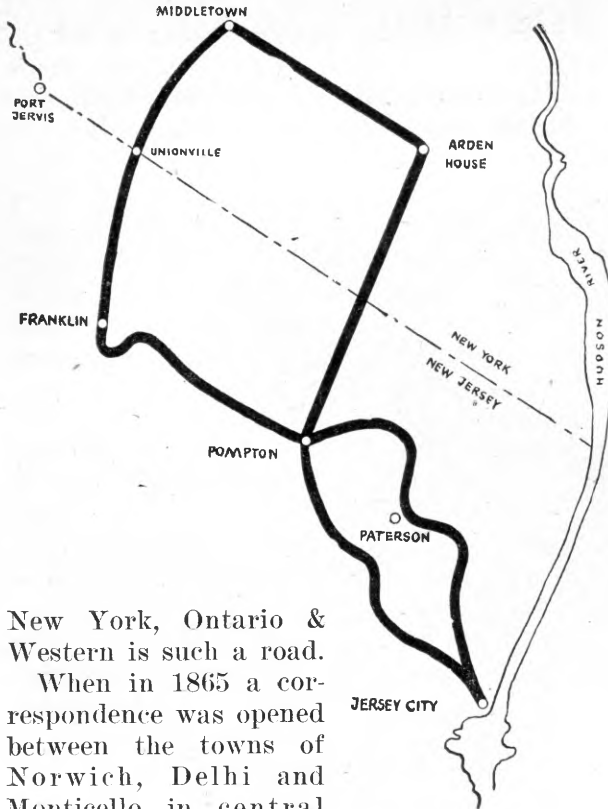 MIDDLETOWN
PORT
JERVIS
UNIONVILLE
ARDEN
HOUSE
RIVER
HUDSON
FRANKLIN
NEW YORK
NEW JERSEY
POMPTON
PATERSON
JERSEY CITY
New York, Ontario &
Western is such a road.
When in 1865 a cor-
respondence was opened
between the towns of
Norwich, Delhi and
Monticello in central